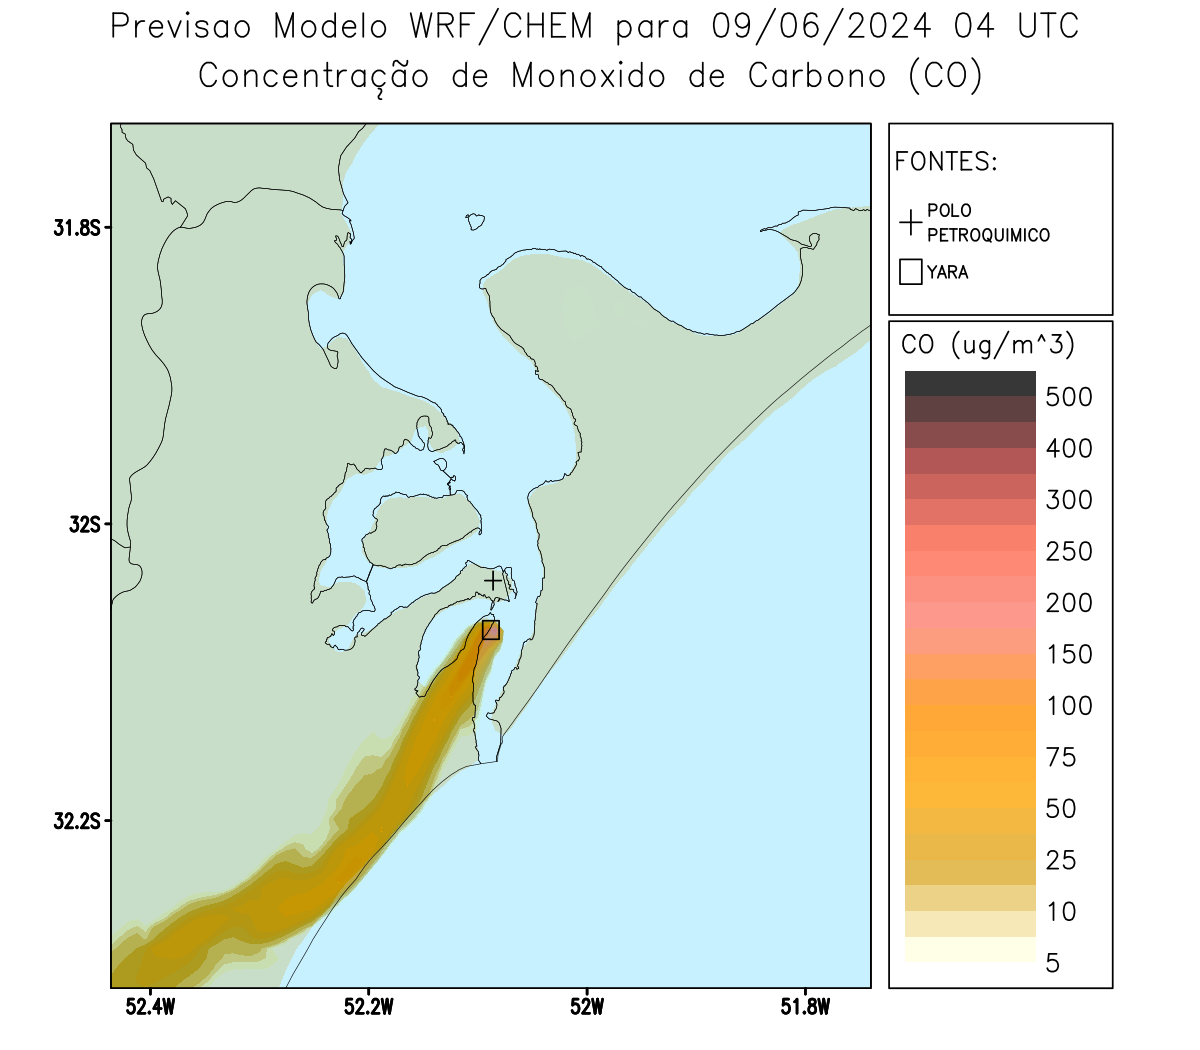 Previsao Modelo WRF/CHEM para 09/06/2024 04 UTC
Concentração de Monoxido de Carbono (CO)
FONTES:
POLO
PETROQUIMICO
YARA
CO (ug/m^3)
500
400
300
250
200
150
100
75
50
25
10
5
31.8S
32S
32.2S
52.4W
52.2W
52W
51.8W